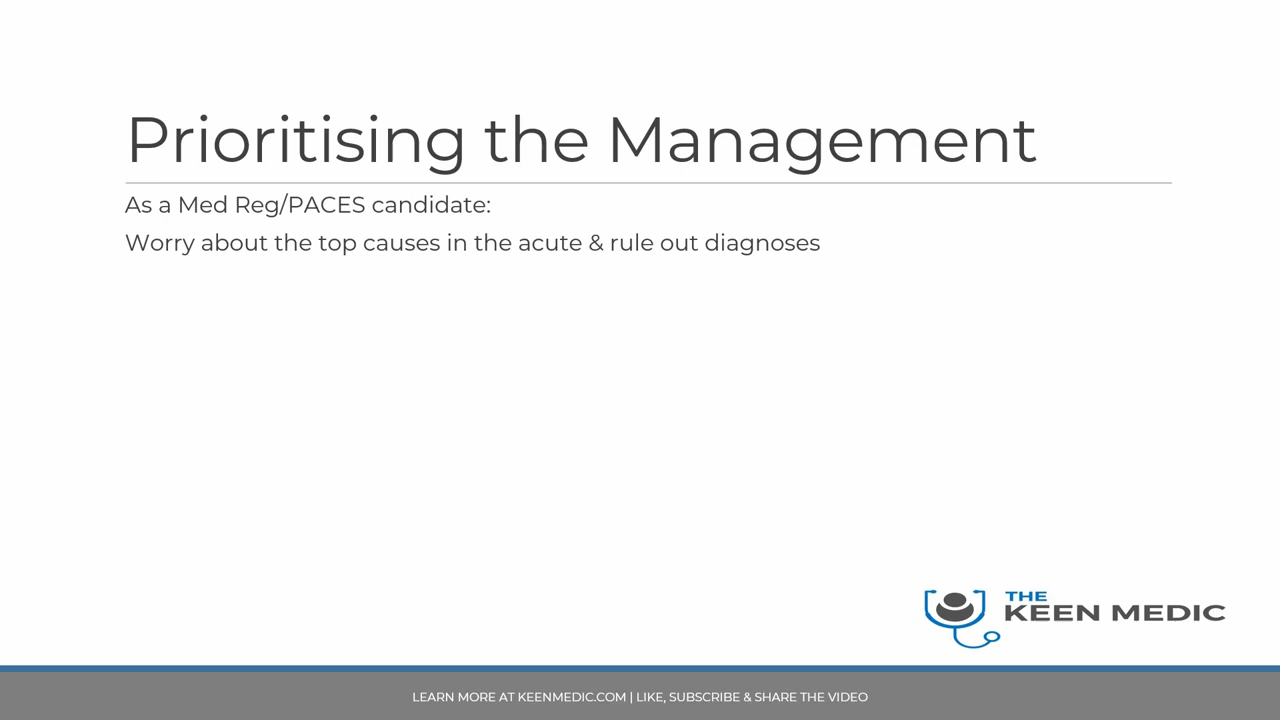 Prioritising the Management
As a Med Reg/PACES candidate:
Worry about the top causes in the acute & rule out diagnoses
THE
KEEN MEDIC
LEARN MORE AT KEENMEDIC.COM | LIKE, SUBSCRIBE & SHARE THE VIDEO